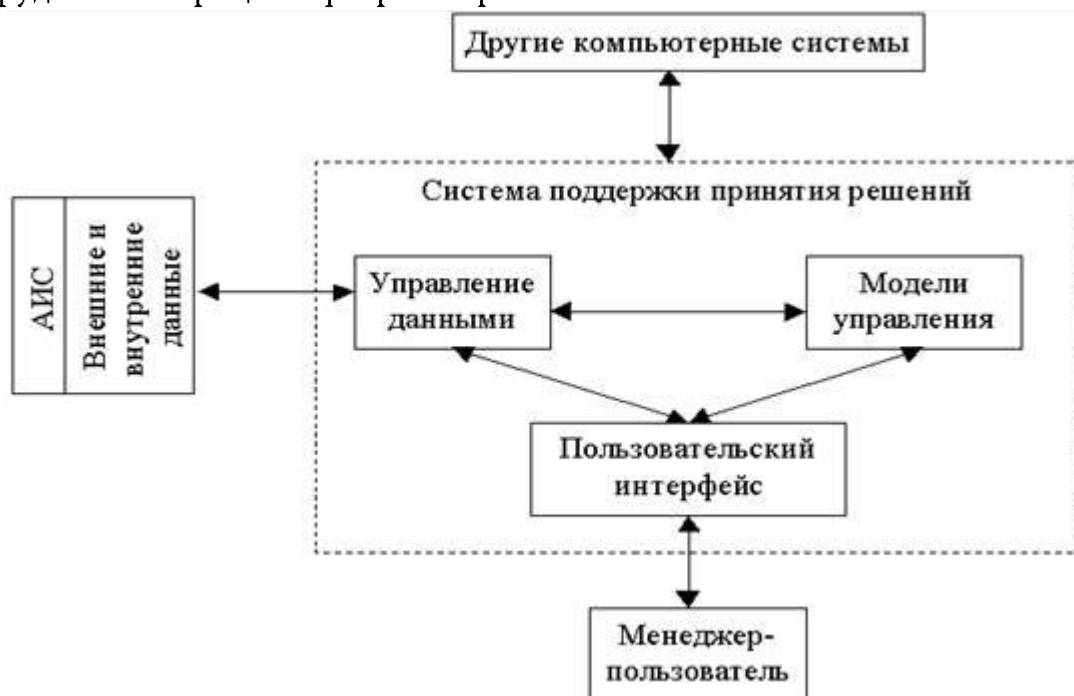 Другие компьютерные системы
Система поддержки принятия решений
АИС
Внешние и
внутренние
данные
Управление
данными
Модели
управления
Пользовательский
интерфейс
Менеджер-
пользователь